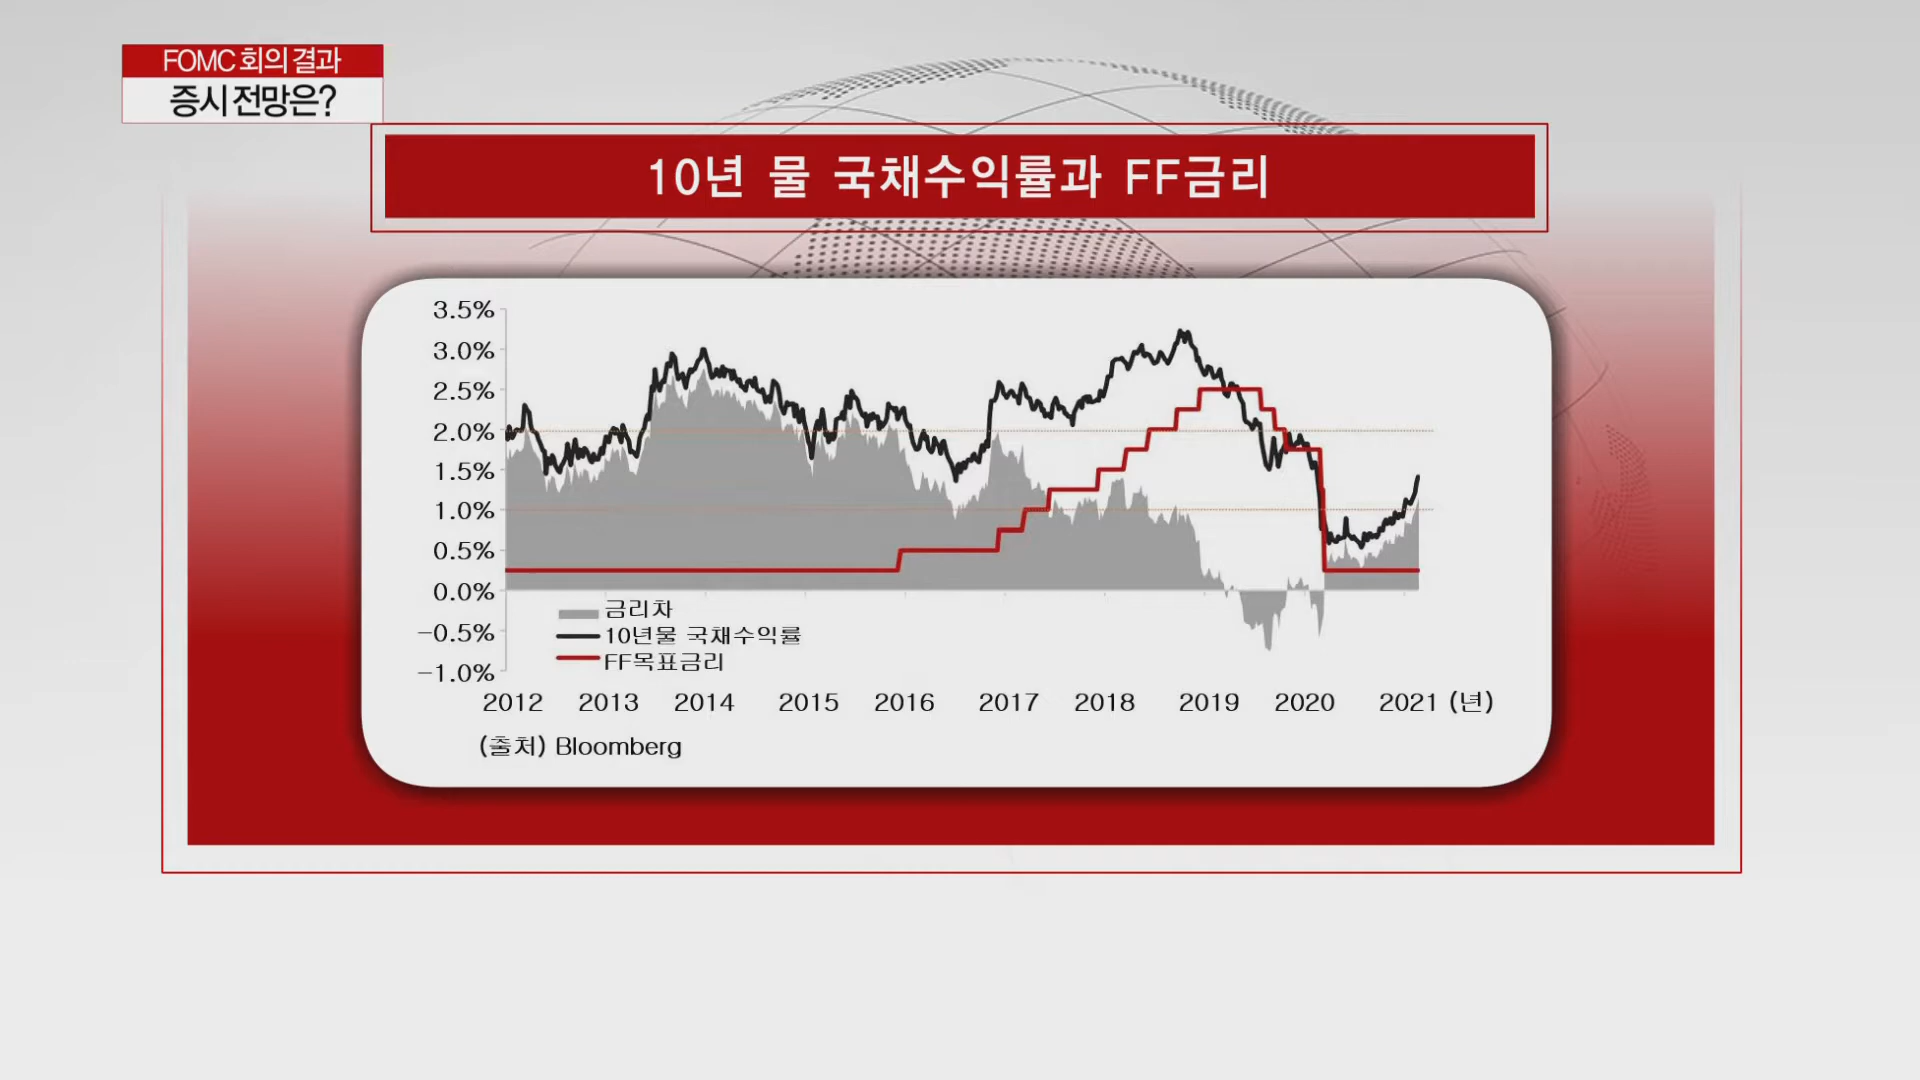 FOMC 회의 결과
증시 전망은?
10년 물 국채수익률과 FF금리
3.5%
3.0%
2.5%
2.0%
1.5%
1.0%
0.5%
0.0%
-0.5%
-1.0%
금리차
10년물 국채수익률
FF목표금리
2012 2013 2014 2015 2016 2017 2018 2019 2020 2021 (년)
(출처) Bloomberg